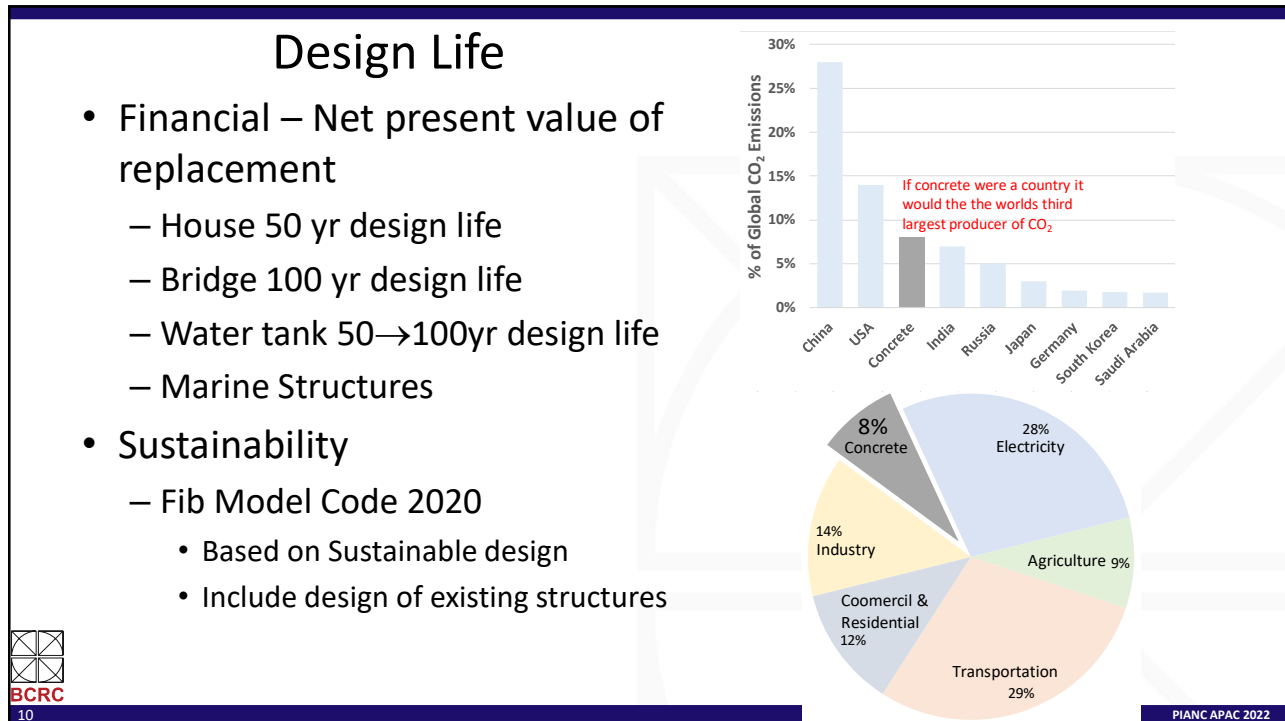 Design Life
• Financial – Net present value of
replacement
– House 50 yr design life
– Bridge 100 yr design life
– Water tank 50→100yr design life
– Marine Structures
• Sustainability
– Fib Model Code 2020
• Based on Sustainable design
• Include design of existing structures
BCRC
10
% of Global CO₂ Emissions
30%
25%
20%
15%
10%
5%
0%
If concrete were a country it
would the the worlds third
largest producer of CO₂
China
USA
Concrete
India
Russia
Japan
Germany
South Korea
Saudi Arabia
8%
Concrete
28%
Electricity
14%
Industry
Agriculture 9%
Coomercil &
Residential
12%
Transportation
29%
PIANC APAC 2022